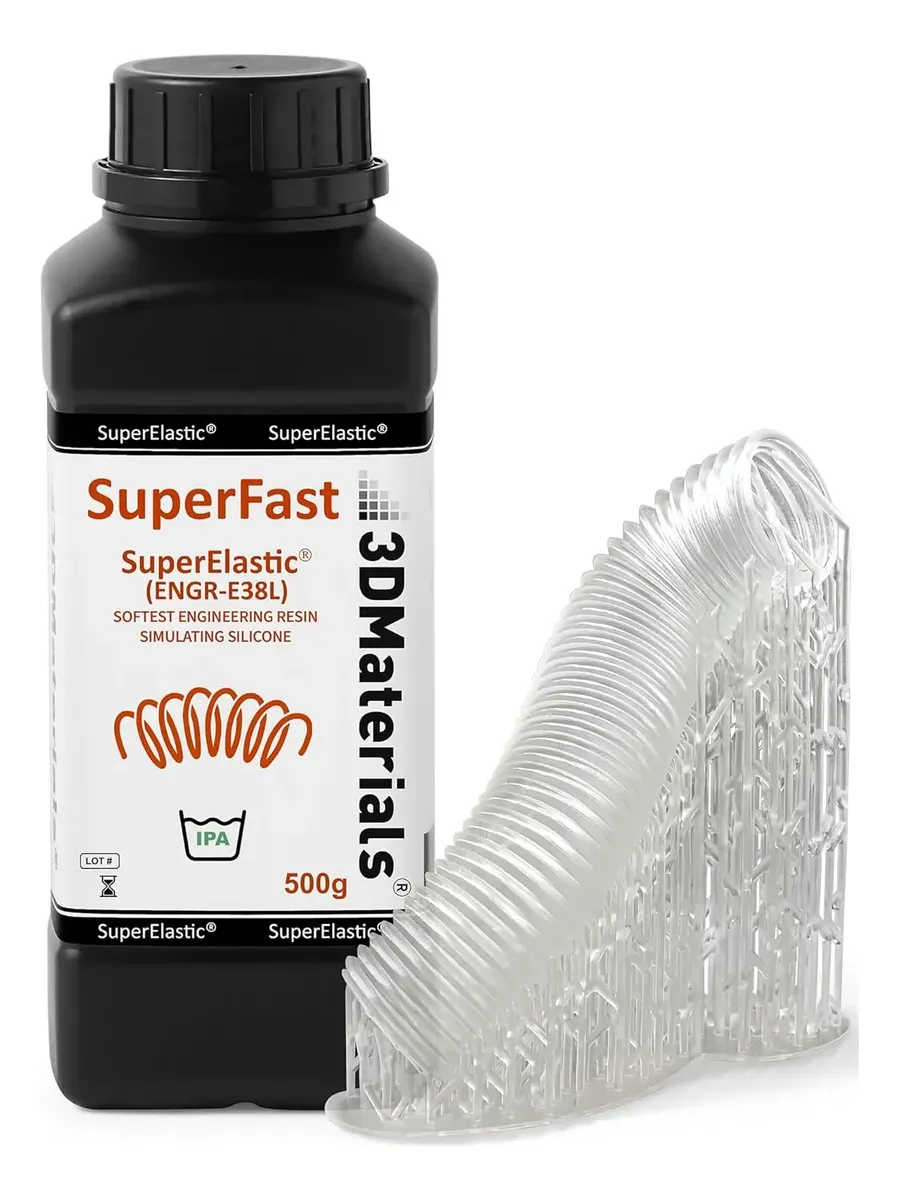 SuperElastic® SuperElastic®
SuperFast
SuperElastic®
(ENGR-E38L)
SOFTEST ENGINEERING RESIN
SIMULATING SILICONE
3DMaterials®
IPA
LOT #
500g
SuperElastic® SuperElastic®